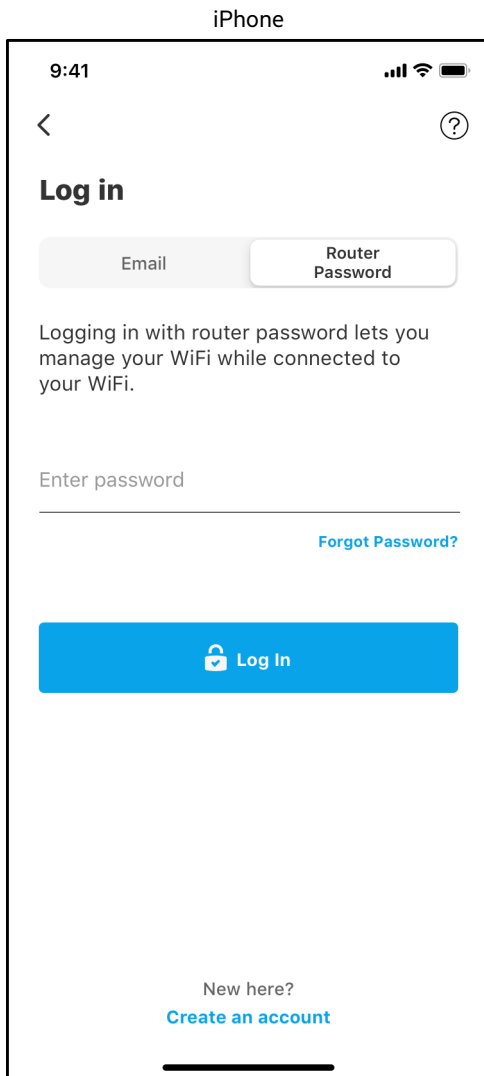 iPhone
9:41
?
Log in
Email
Router
Password
Logging in with router password lets you
manage your WiFi while connected to
your WiFi.
Enter password
Forgot Password?
Log In
New here?
Create an account